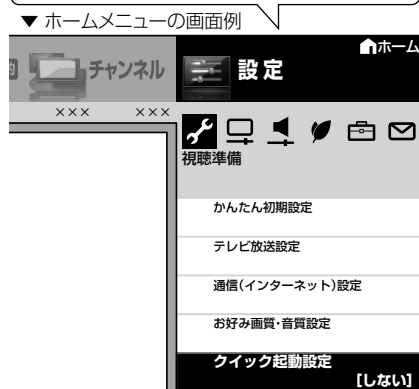 ▼ ホームメニューの画面例
ホーム
チャンネル
設定
××× ×××
視聴準備
かんたん初期設定
テレビ放送設定
通信(インターネット)設定
お好み画質・音質設定
クイック起動設定
[しない]